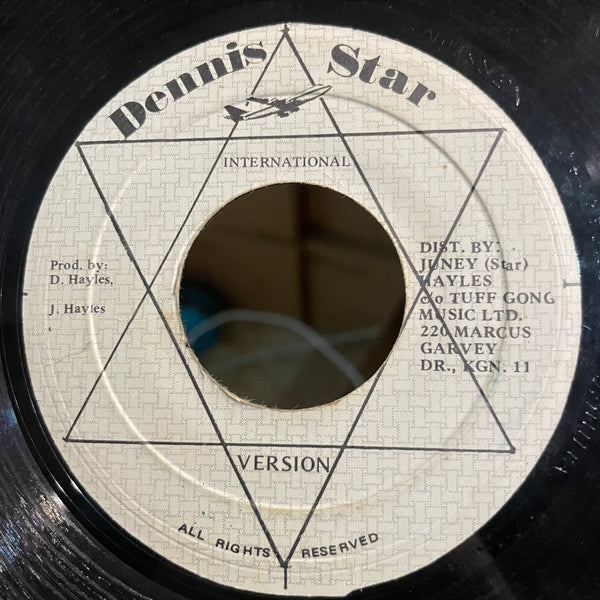 Dennis Star
INTERNATIONAL
Prod. by:
D. Hayles,
J. Hayles
DIST. BY:
JUNEY (Star)
HAYLES
c/o TUFF GONG
MUSIC LTD.
220 MARCUS
GARVEY
DR., KGN. 11
VERSION
ALL RIGHTS RESERVED